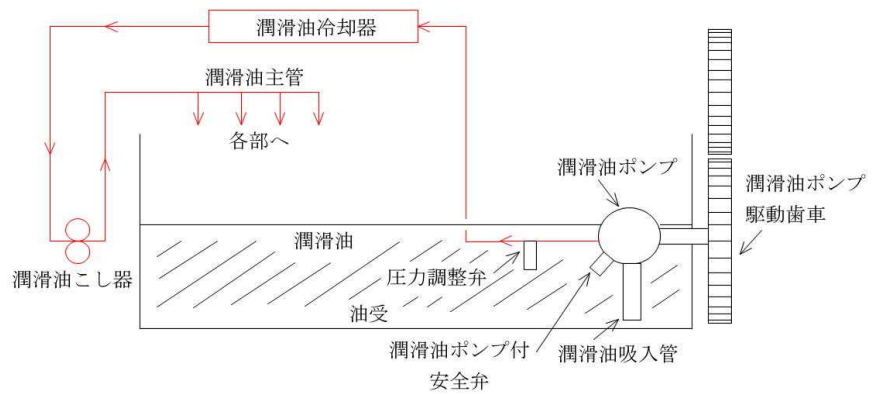 潤滑油冷却器
潤滑油主管
各部へ
潤滑油ポンプ
潤滑油ポンプ
駆動歯車
潤滑油
潤滑油こし器
圧力調整弁
油受
潤滑油ポンプ付
安全弁
潤滑油吸入管